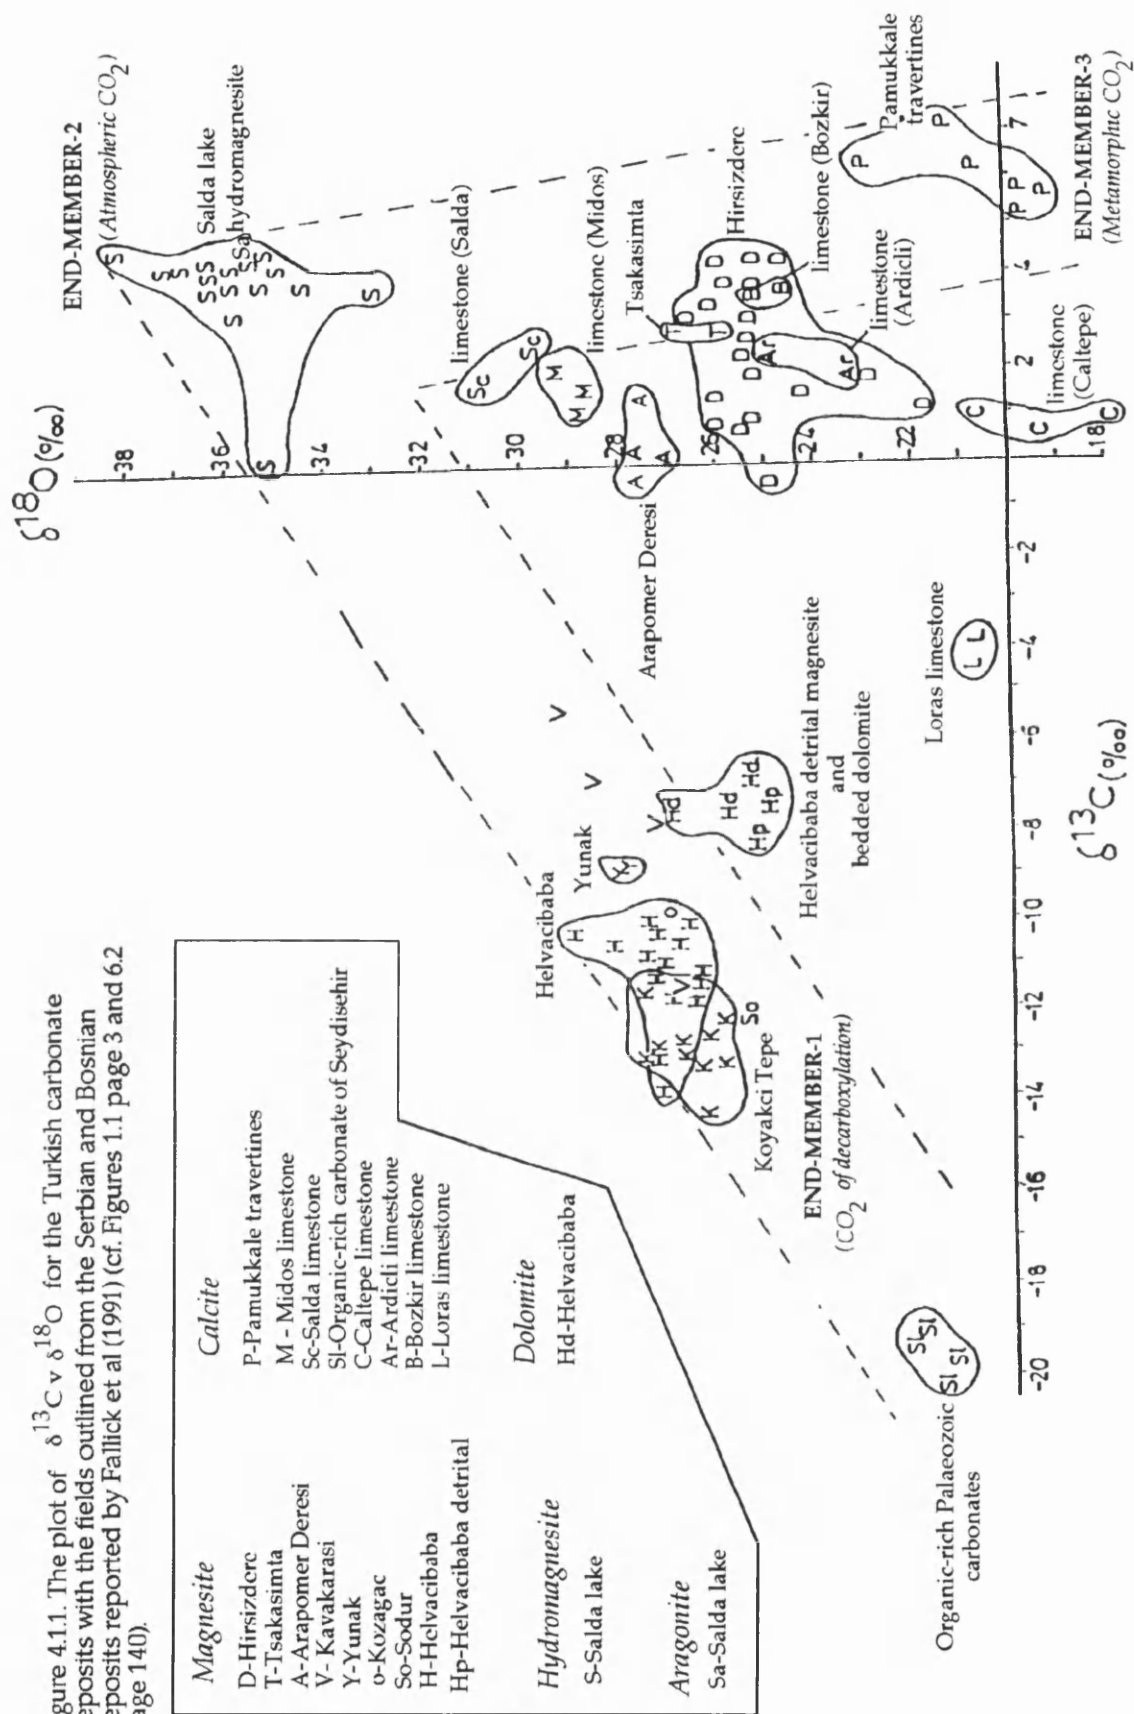 gure 4.1.1. The plot of δ13C v δ18O for the Turkish carbonate
eposits with the fields outlined from the Serbian and Bosnian
eposits reported by Fallick et al (1991) (cf. Figures 1.1 page 3 and 6.2
age 140).
Magnesite
D-Hirsizdere
T-Tsakasimta
A-Arapomer Deresi
V- Kavakarasi
Y-Yunak
o-Kozagac
So-Sodur
H-Helvacibaba
Hp-Helvacibaba detrital
Hydromagnesite
S-Salda lake
Aragonite
Sa-Salda lake
Calcite
P-Pamukkale travertines
M - Midos limestone
Sc-Salda limestone
Sl-Organic-rich carbonate of Seydisehir
C-Caltepe limestone
Ar-Ardicli limestone
B-Bozkir limestone
L-Loras limestone
Dolomite
Hd-Helvacibaba
δ18O(‰)
-38
-36
-34
-32
-30
-28
-26
-24
-22
-18
END-MEMBER-2
(Atmospheric CO2)
Salda lake
hydromagnesite
limestone (Salda)
limestone (Midos)
Tsakasimta
Hirsizdere
limestone (Bozkir)
limestone
(Ardicli)
Pamukkale
travertines
END-MEMBER-3
(Metamorphic CO2)
limestone
(Caltepe)
Arapomer Deresi
Loras limestone
Helvacibaba detrital magnesite
and
bedded dolomite
Yunak
Helvacibaba
Koyakci Tepe
END-MEMBER-1
(CO2 of decarboxylation)
Organic-rich Palaeozoic
carbonates
-20
-18
-16
-14
-12
-10
-8
-6
-4
-2
2
4
7
δ13C(‰)